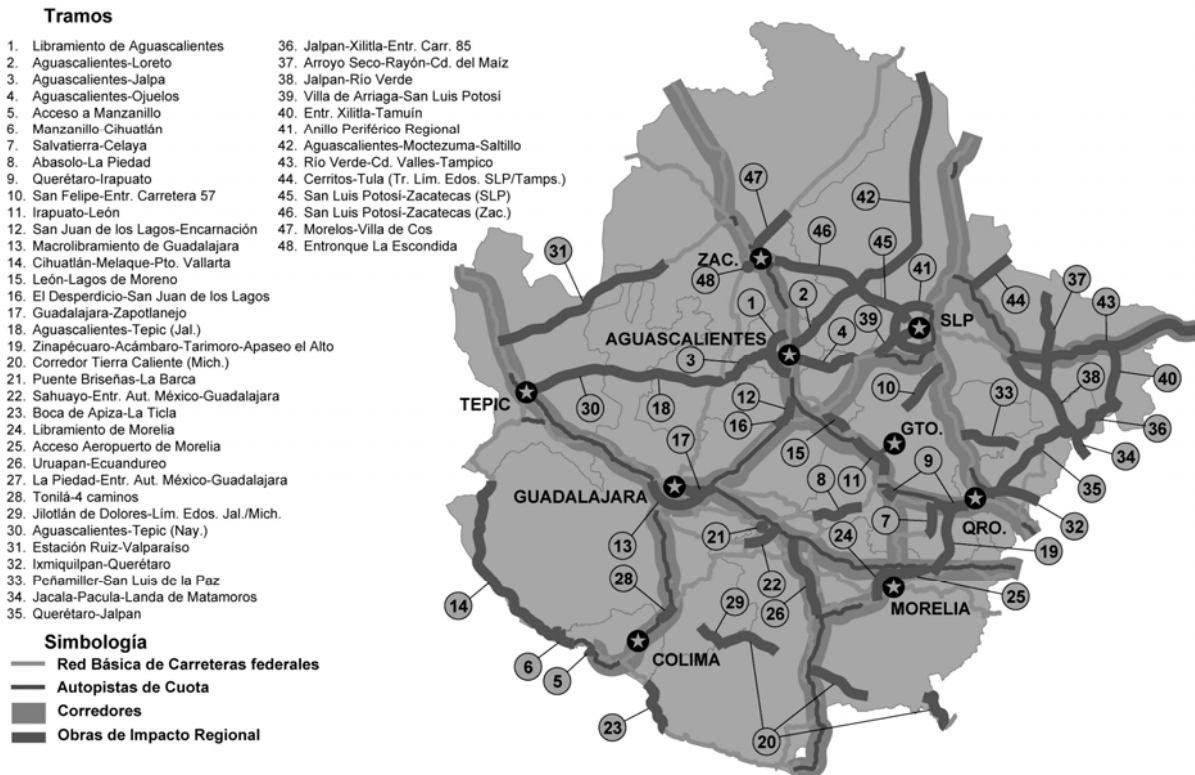 Tramos
1. Libramiento de Aguascalientes
2. Aguascalientes-Loreto
3. Aguascalientes-Jalpa
4. Aguascalientes-Ojuelos
5. Acceso a Manzanillo
6. Manzanillo-Cihuatlán
7. Salvatierra-Celaya
8. Abasolo-La Piedad
9. Querétaro-Irapuato
10. San Felipe-Entr. Carretera 57
11. Irapuato-León
12. San Juan de los Lagos-Encarnación
13. Macrolibramiento de Guadalajara
14. Cihuatlán-Melaque-Pto. Vallarta
15. León-Lagos de Moreno
16. El Desperdicio-San Juan de los Lagos
17. Guadalajara-Zapotlanejo
18. Aguascalientes-Tepic (Jal.)
19. Zinapécuaro-Acámbaro-Tarimoro-Apaseo el Alto
20. Corredor Tierra Caliente (Mich.)
21. Puente Briseñas-La Barca
22. Sahuayo-Entr. Aut. México-Guadalajara
23. Boca de Apiza-La Ticla
24. Libramiento de Morelia
25. Acceso Aeropuerto de Morelia
26. Uruapan-Ecuandureo
27. La Piedad-Entr. Aut. México-Guadalajara
28. Tonilá-4 caminos
29. Jilotlán de Dolores-Lím. Edos. Jal./Mich.
30. Aguascalientes-Tepic (Nay.)
31. Estación Ruiz-Valparaíso
32. Ixmiquilpan-Querétaro
33. Peñamiller-San Luis de la Paz
34. Jacala-Pacula-Landa de Matamoros
35. Querétaro-Jalpan
36. Jalpan-Xilitla-Entr. Carr. 85
37. Arroyo Seco-Rayón-Cd. del Maíz
38. Jalpan-Río Verde
39. Villa de Arriaga-San Luis Potosí
40. Entr. Xilitla-Tamuín
41. Anillo Periférico Regional
42. Aguascalientes-Moctezuma-Saltillo
43. Río Verde-Cd. Valles-Tampico
44. Cerritos-Tula (Tr. Lím. Edos. SLP/Tamps.)
45. San Luis Potosí-Zacatecas (SLP)
46. San Luis Potosí-Zacatecas (Zac.)
47. Morelos-Villa de Cos
48. Entronque La Escondida
Simbología
Red Básica de Carreteras federales
Autopistas de Cuota
Corredores
Obras de Impacto Regional
47
42
31
ZAC.
46
45
41
48
44
37
43
1
2
39
SLP
AGUASCALIENTES
4
3
10
38
40
TEPIC
30
18
12
33
16
GTO.
36
17
15
9
34
11
35
GUADALAJARA
8
7
QRO.
32
13
21
24
19
22
28
25
14
29
26
MORELIA
6
5
COLIMA
23
20